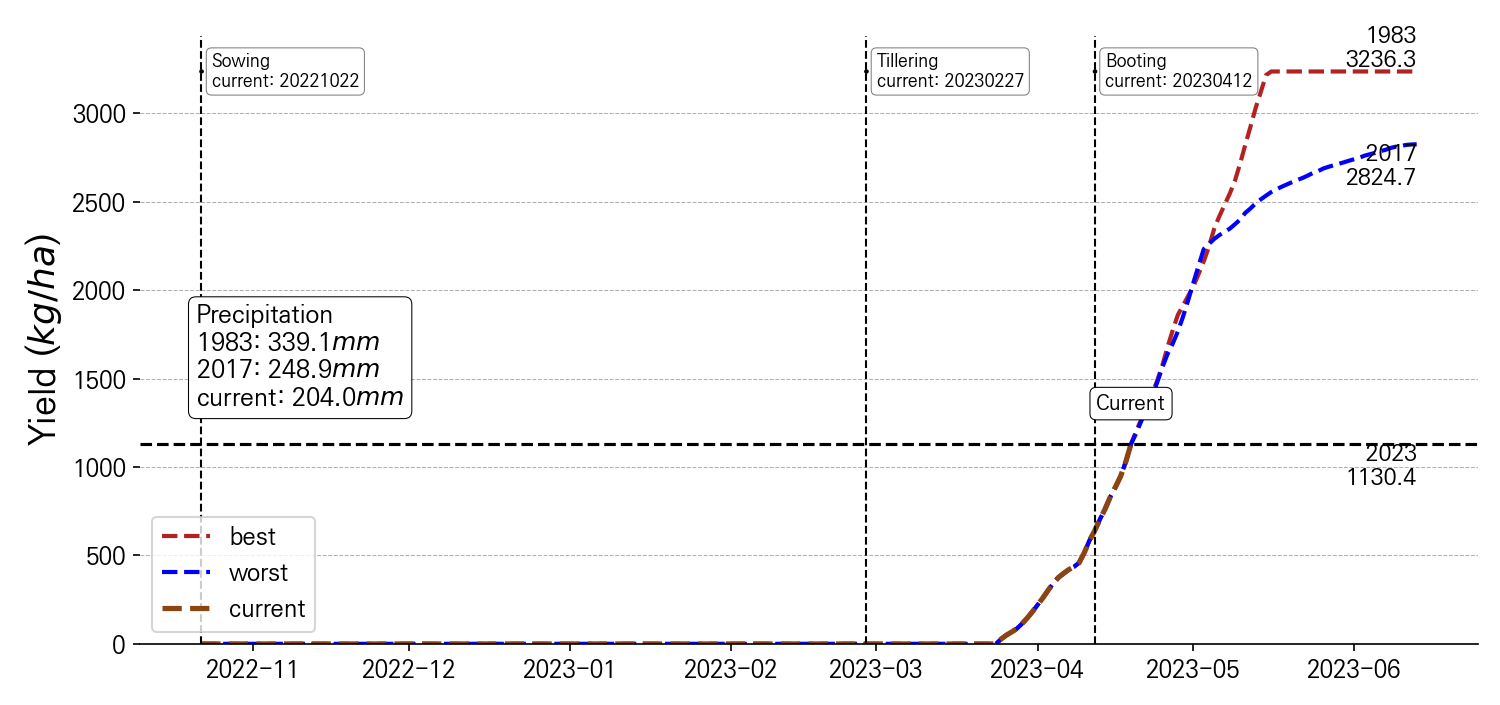 1983
3236.3
Sowing
current: 20221022
Tillering
current: 20230227
Booting
current: 20230412
3000
2017
2824.7
2500
2000
Yield (kg/ha)
Precipitation
1983: 339.1mm
2017: 248.9mm
current: 204.0mm
1500
Current
2023
1130.4
1000
500
0
best
worst
current
2022-11
2022-12
2023-01
2023-02
2023-03
2023-04
2023-05
2023-06